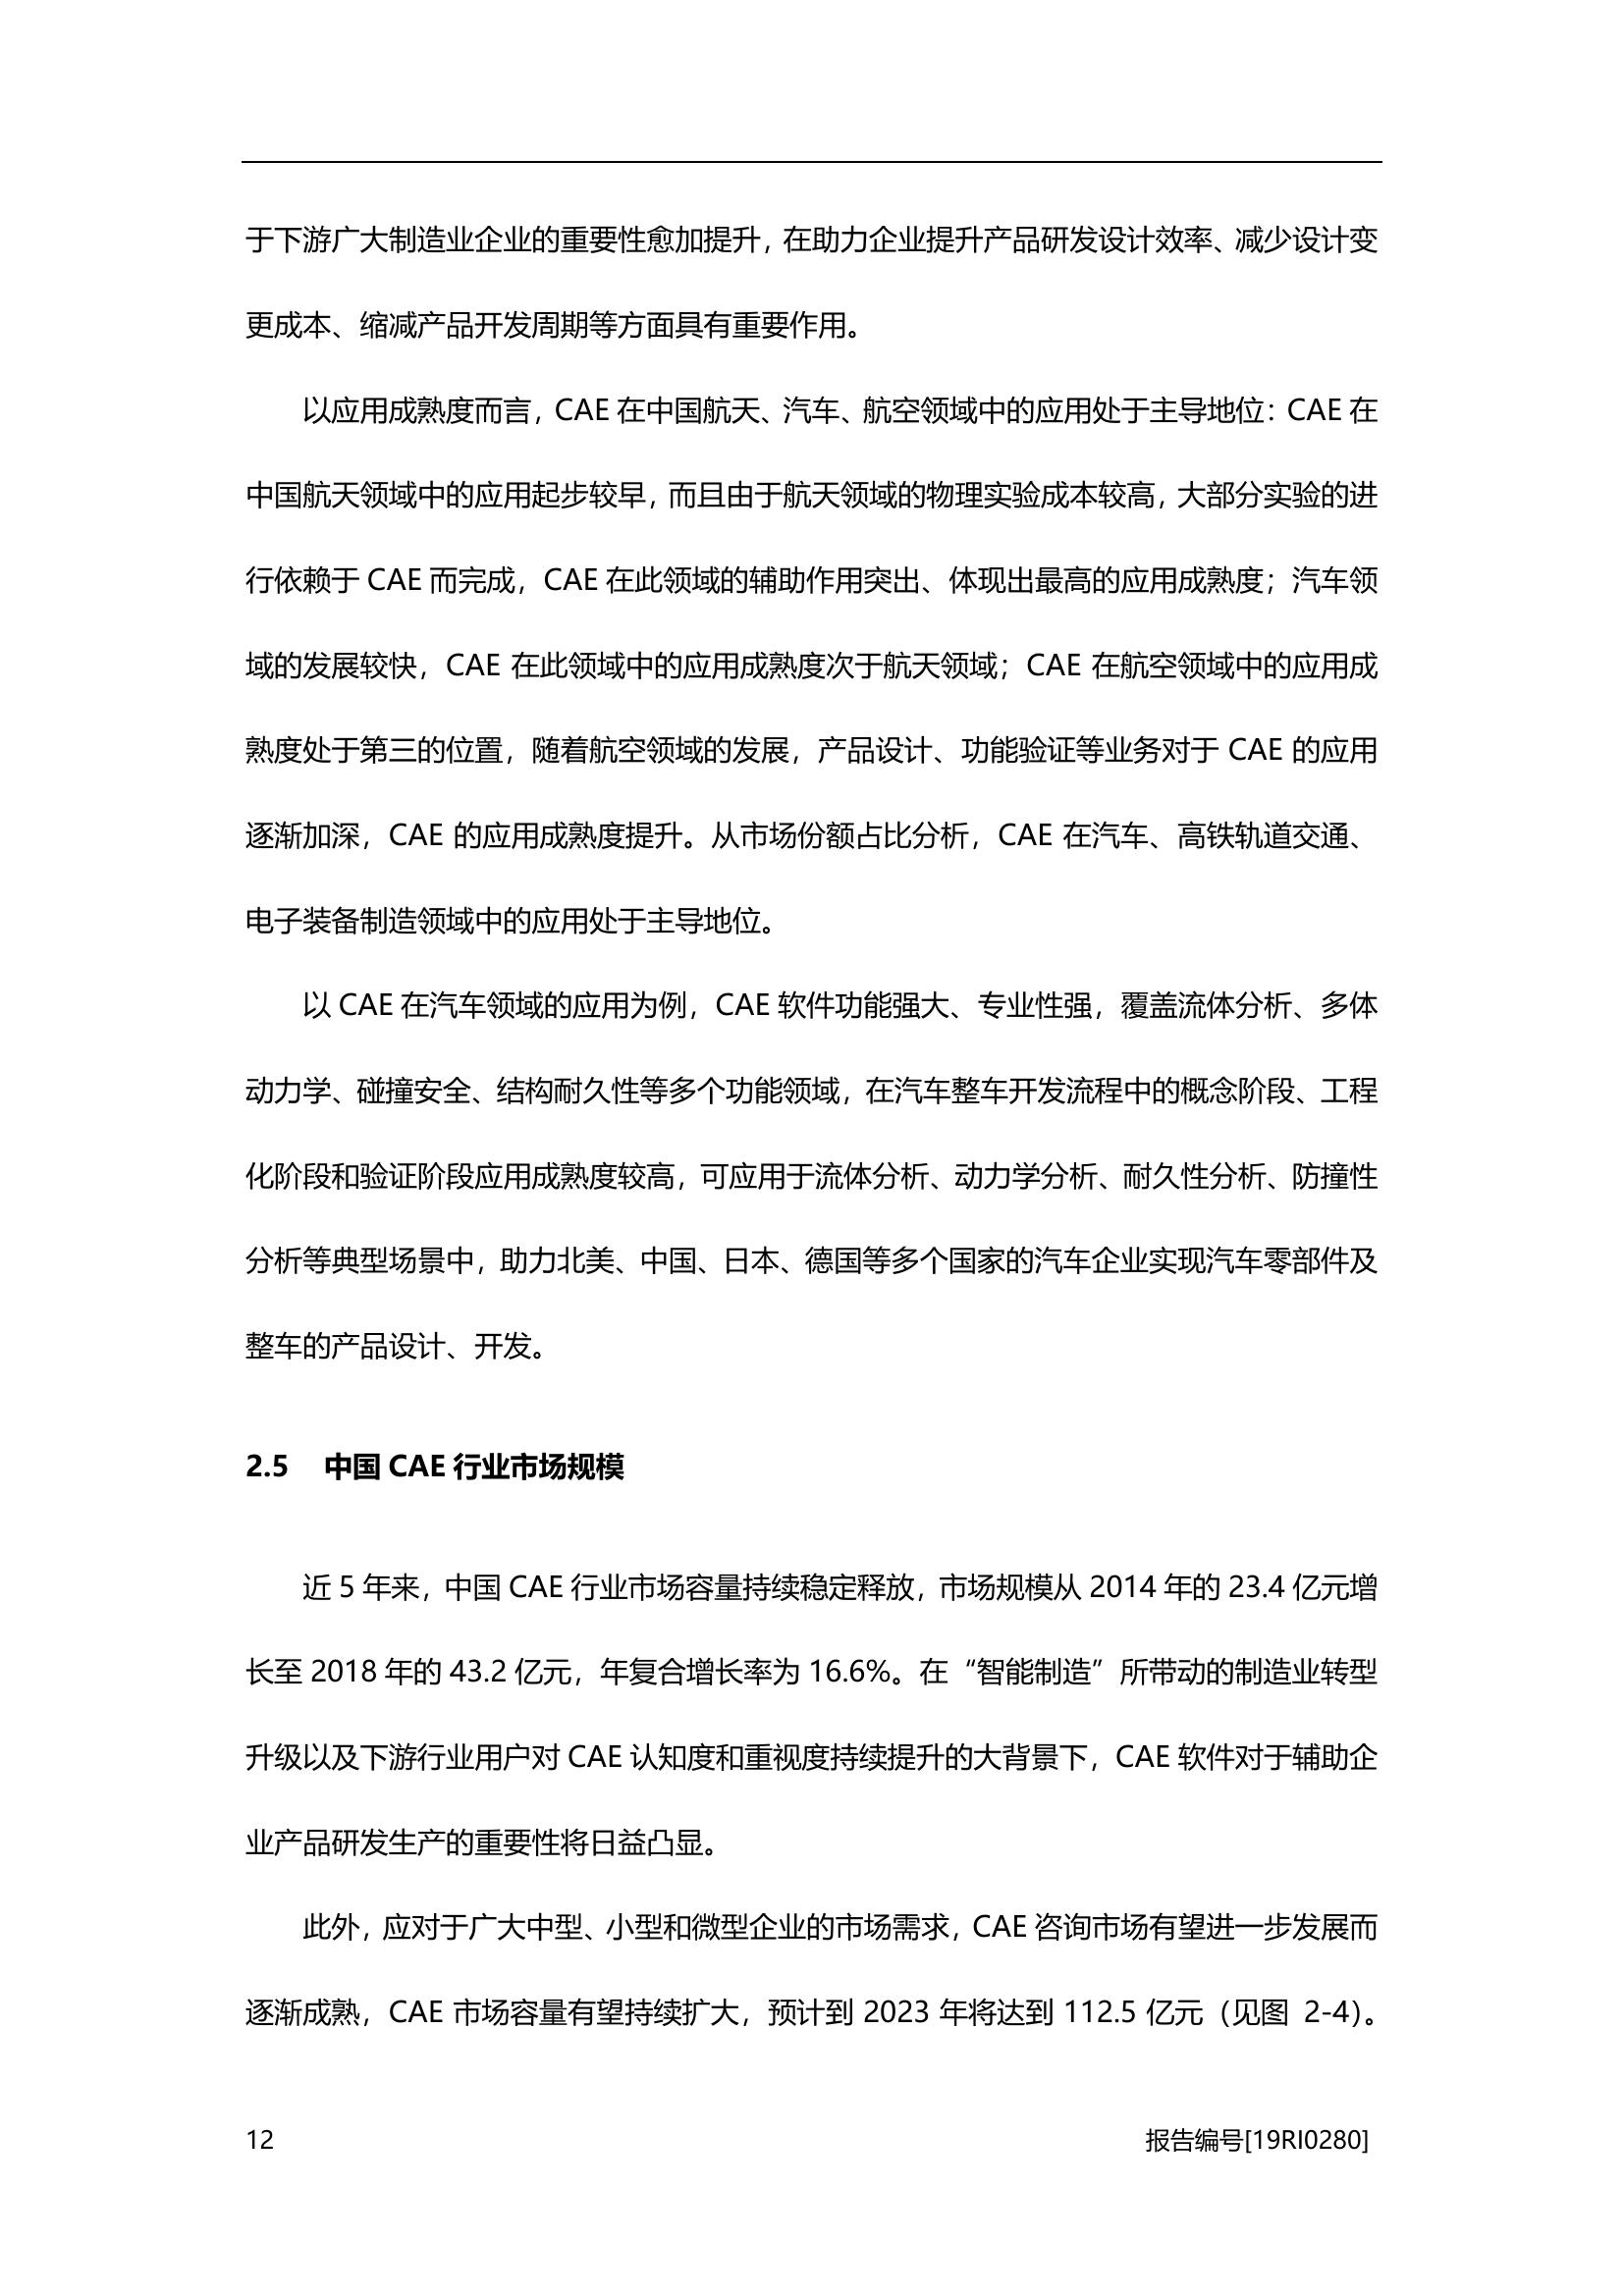 于下游广大制造业企业的重要性愈加提升，在助力企业提升产品研发设计效率、减少设计变
更成本、缩减产品开发周期等方面具有重要作用。
以应用成熟度而言，CAE 在中国航天、汽车、航空领域中的应用处于主导地位：CAE 在
中国航天领域中的应用起步较早，而且由于航天领域的物理实验成本较高，大部分实验的进
行依赖于 CAE 而完成，CAE 在此领域的辅助作用突出、体现出最高的应用成熟度；汽车领
域的发展较快，CAE 在此领域中的应用成熟度次于航天领域；CAE 在航空领域中的应用成
熟度处于第三的位置，随着航空领域的发展，产品设计、功能验证等业务对于 CAE 的应用
逐渐加深，CAE 的应用成熟度提升。从市场份额占比分析，CAE 在汽车、高铁轨道交通、
电子装备制造领域中的应用处于主导地位。
以 CAE 在汽车领域的应用为例，CAE 软件功能强大、专业性强，覆盖流体分析、多体
动力学、碰撞安全、结构耐久性等多个功能领域，在汽车整车开发流程中的概念阶段、工程
化阶段和验证阶段应用成熟度较高，可应用于流体分析、动力学分析、耐久性分析、防撞性
分析等典型场景中，助力北美、中国、日本、德国等多个国家的汽车企业实现汽车零部件及
整车的产品设计、开发。
2.5 中国 CAE 行业市场规模
近 5 年来，中国 CAE 行业市场容量持续稳定释放，市场规模从 2014 年的 23.4 亿元增
长至 2018 年的 43.2 亿元，年复合增长率为 16.6%。在“智能制造”所带动的制造业转型
升级以及下游行业用户对 CAE 认知度和重视度持续提升的大背景下，CAE 软件对于辅助企
业产品研发生产的重要性将日益凸显。
此外，应对于广大中型、小型和微型企业的市场需求，CAE 咨询市场有望进一步发展而
逐渐成熟，CAE 市场容量有望持续扩大，预计到 2023 年将达到 112.5 亿元（见图 2-4）。
12 报告编号[19RI0280]